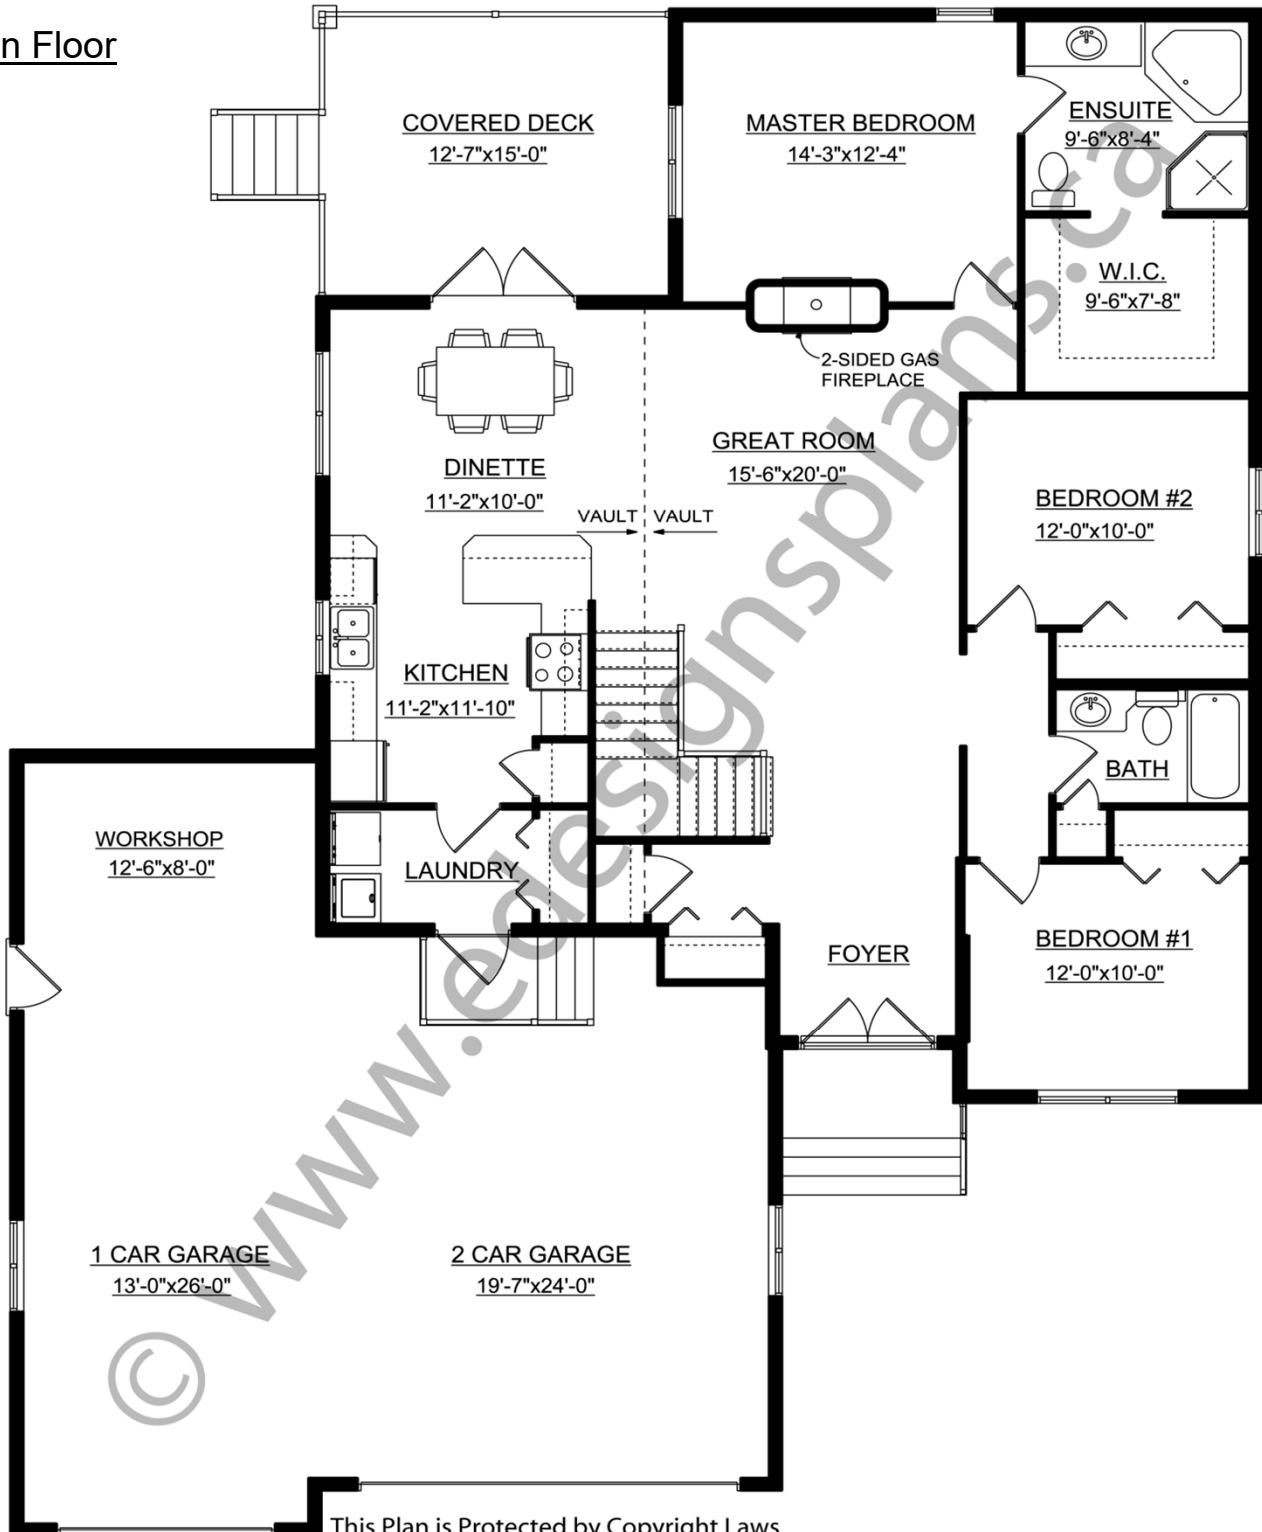 n Floor
COVERED DECK
12'-7"x15'-0"
MASTER BEDROOM
14'-3"x12'-4"
ENSUITE
9'-6"x8'-4"
W.I.C.
9'-6"x7'-8"
2-SIDED GAS
FIREPLACE
GREAT ROOM
15'-6"x20'-0"
DINETTE
11'-2"x10'-0"
VAULT VAULT
BEDROOM #2
12'-0"x10'-0"
KITCHEN
11'-2"x11'-10"
BATH
WORKSHOP
12'-6"x8'-0"
LAUNDRY
FOYER
BEDROOM #1
12'-0"x10'-0"
1 CAR GARAGE
13'-0"x26'-0"
2 CAR GARAGE
19'-7"x24'-0"
© www.edesignsplans.ca
This Plan is Protected by Copyright Laws